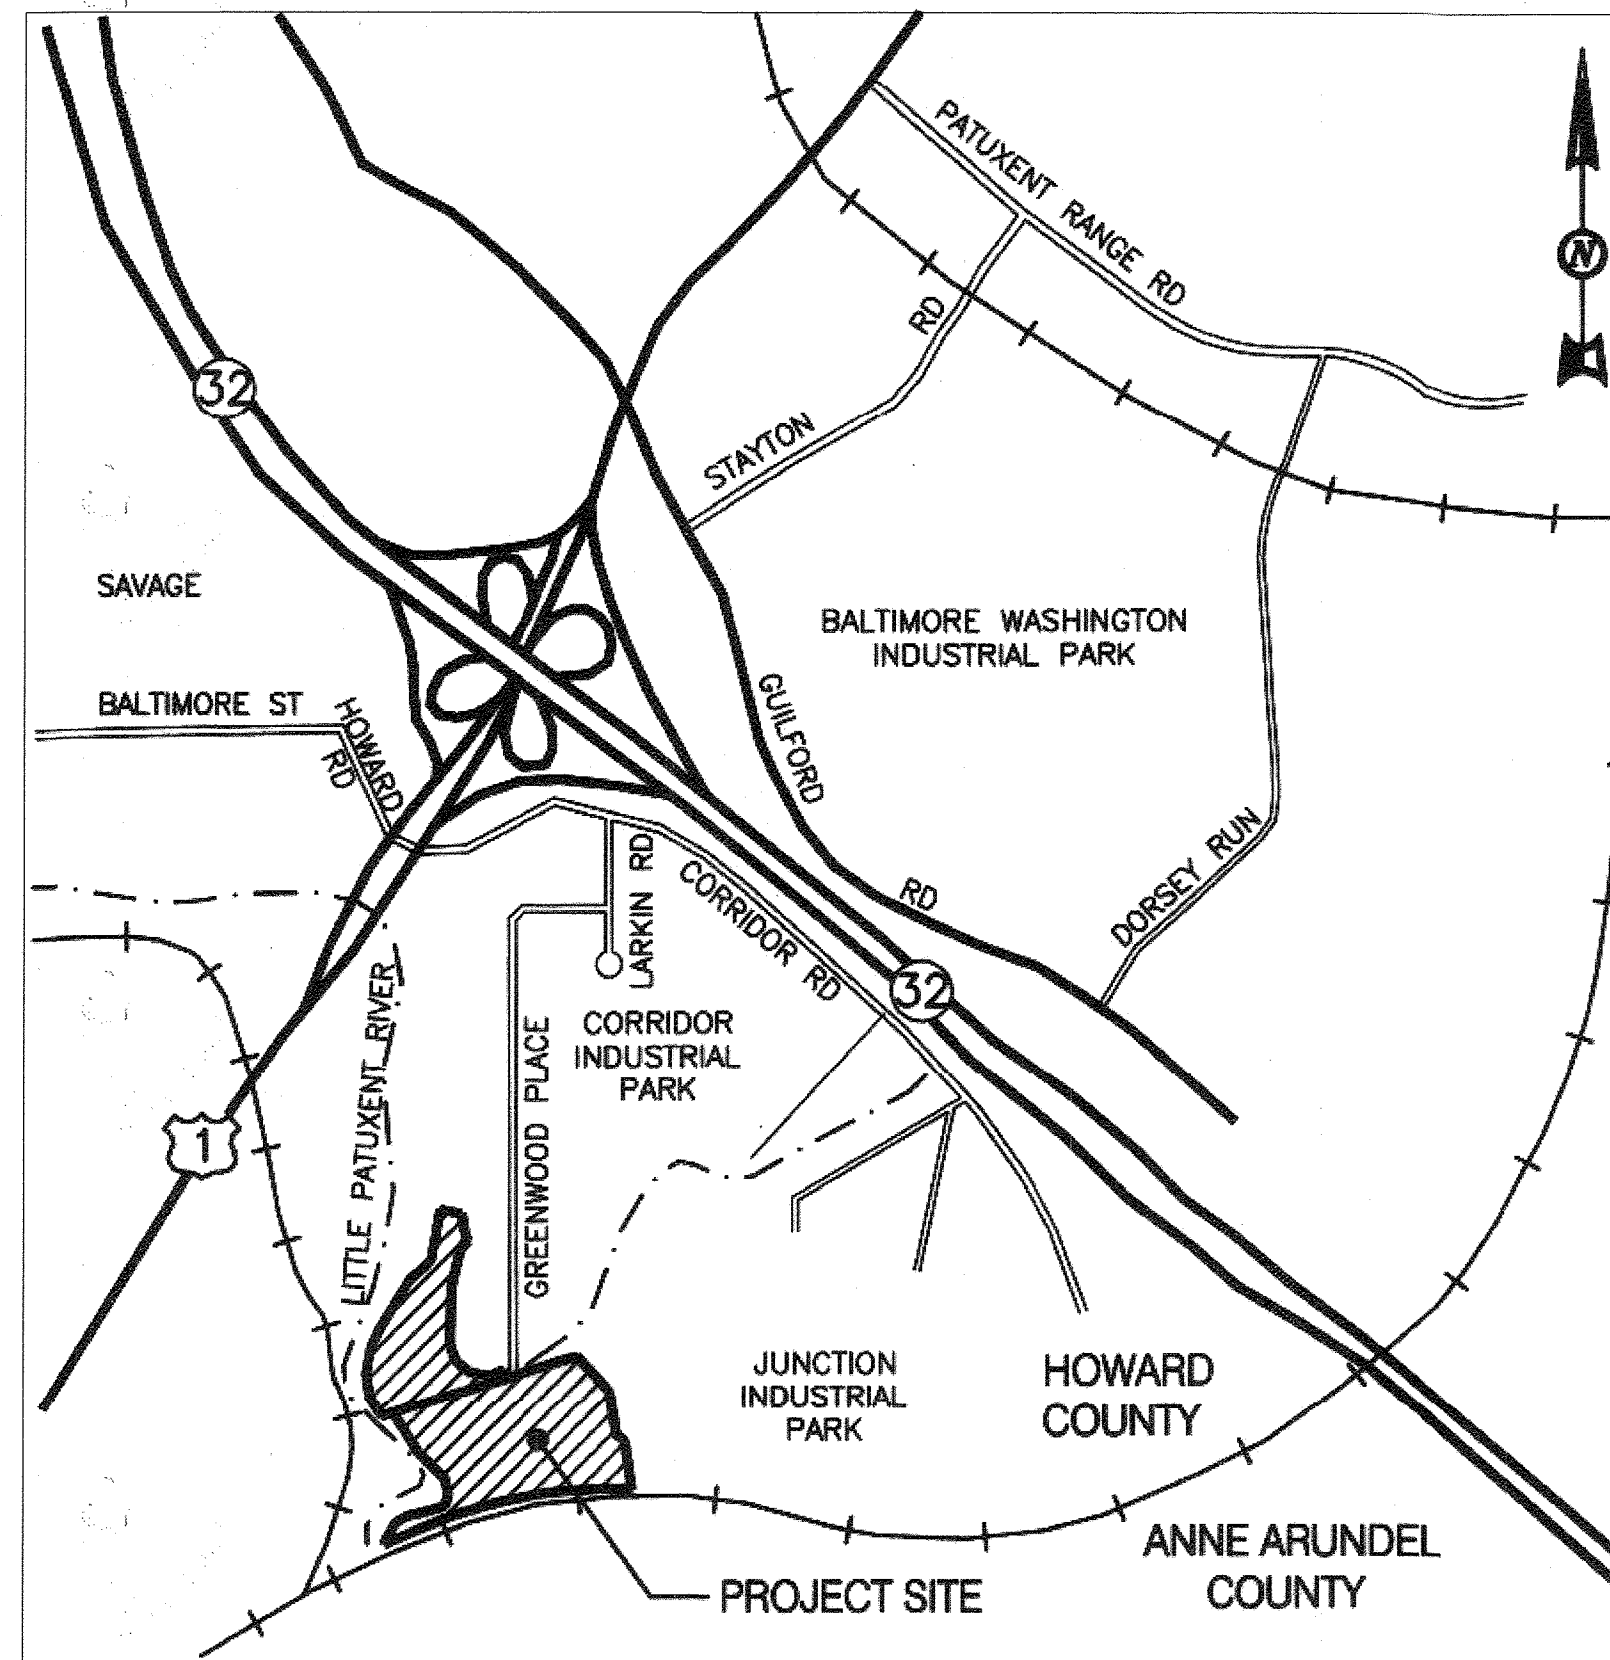 PATUXENT RANGE RD
N
STAYTON RD
32
SAVAGE
BALTIMORE WASHINGTON
INDUSTRIAL PARK
BALTIMORE ST
HOWARD
RD
GUILFORD RD
LARKIN RD
CORRIDOR RD
DORSEY RUN
32
LITTLE PATUXENT RIVER
GREENWOOD PLACE
CORRIDOR
INDUSTRIAL
PARK
1
JUNCTION
INDUSTRIAL
PARK
HOWARD
COUNTY
ANNE ARUNDEL
COUNTY
PROJECT SITE